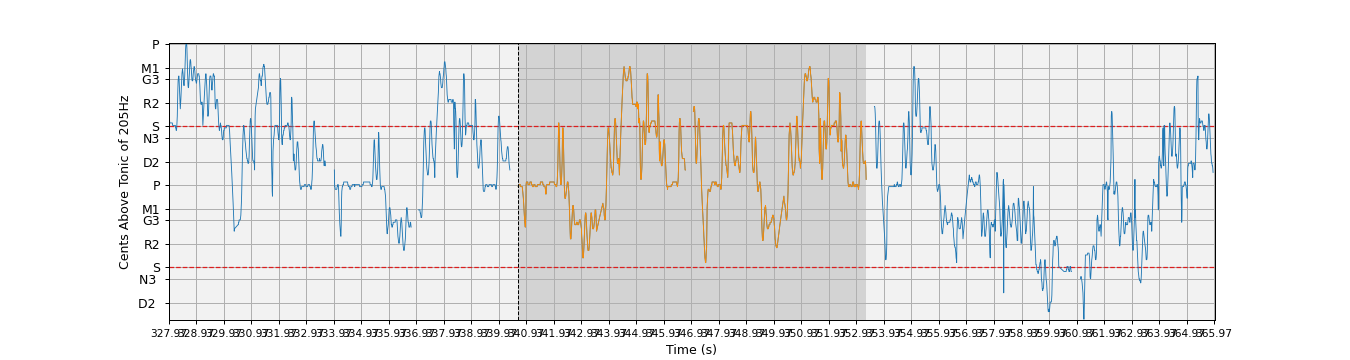 P
M1
G3
R2
S
N3
D2
P
M1
G3
R2
S
N3
D2
Cents Above Tonic of 205Hz
327.97 328.97 329.97 330.97 331.97 332.97 333.97 334.97 335.97 336.97 337.97 338.97 339.97 340.97 341.97 342.97 343.97 344.97 345.97 346.97 347.97 348.97 349.97 350.97 351.97 352.97 353.97 354.97 355.97 356.97 357.97 358.97 359.97 360.97 361.97 362.97 363.97 364.97 365.97
Time (s)